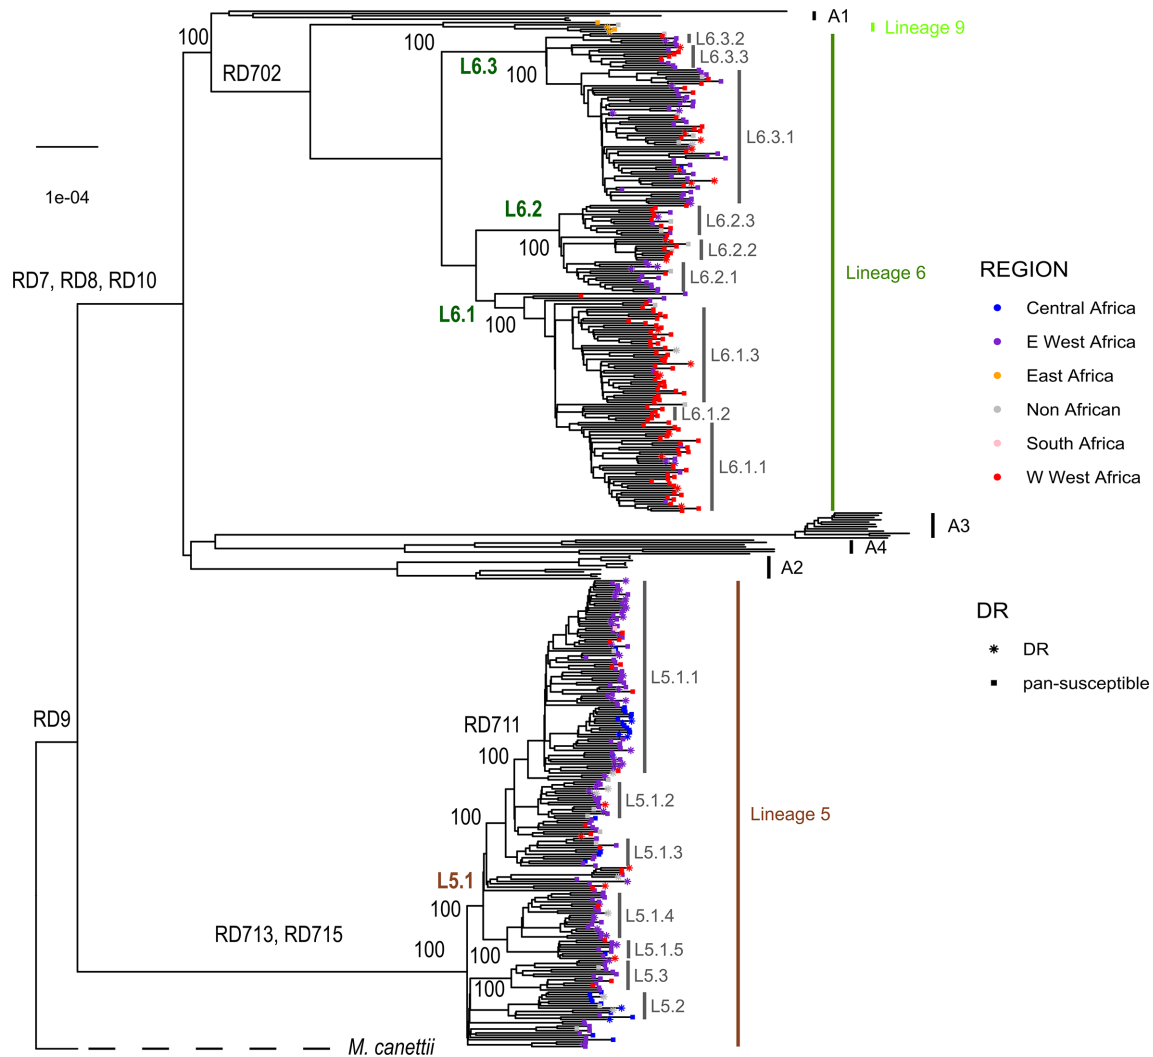 A1
Lineage 9
100
100
L6.3.2
L6.3
L6.3.3
RD702
100
L6.3.1
1e-04
L6.2
L6.2.3
100
L6.2.2
REGION
RD7, RD8, RD10
Lineage 6
L6.2.1
Central Africa
L6.1
100
E West Africa
L6.1.3
East Africa
L6.1.2
Non African
South Africa
L6.1.1
W West Africa
A3
A4
A2
DR
DR
L5.1.1
pan-susceptible
RD9
RD711
100
L5.1.2
100
Lineage 5
L5.1.3
L5.1
100
L5.1.4
RD713, RD715
100
100
L5.1.5
L5.3
100
L5.2
M. canettii